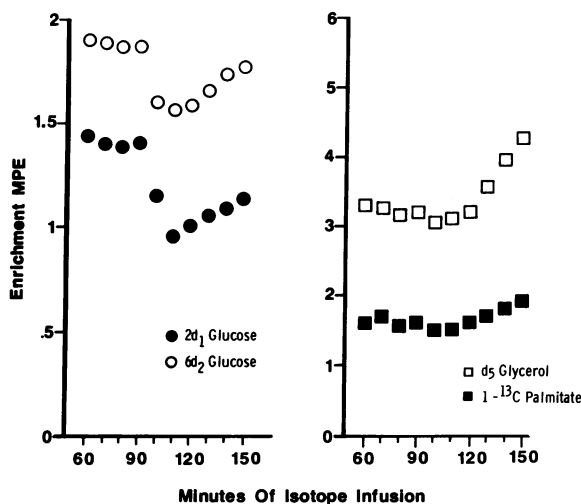 2
1.5
1
.5
0
Enrichment MPE
2d1 Glucose
6d2 Glucose
60 90 120 150
6
5
4
3
2
1
0
d5 Glycerol
1 - 13C Palmitate
60 90 120 150
Minutes Of Isotope Infusion